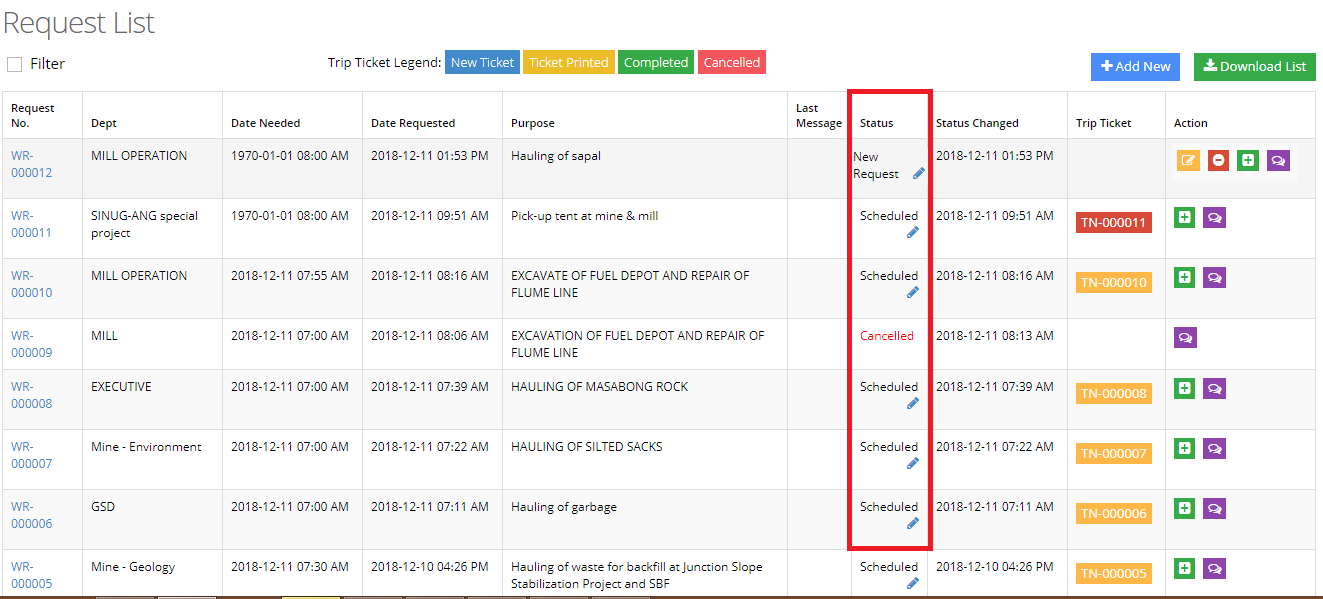 Request List
Filter
Trip Ticket Legend: New Ticket Ticket Printed Completed Cancelled
Add New Download List
Request No. Dept Date Needed Date Requested Purpose Last Message Status Status Changed Trip Ticket Action
WR-000012 MILL OPERATION 1970-01-01 08:00 AM 2018-12-11 01:53 PM Hauling of sapal New Request 2018-12-11 01:53 PM
WR-000011 SINUG-ANG special project 1970-01-01 08:00 AM 2018-12-11 09:51 AM Pick-up tent at mine & mill Scheduled 2018-12-11 09:51 AM TN-000011
WR-000010 MILL OPERATION 2018-12-11 07:55 AM 2018-12-11 08:16 AM EXCAVATE OF FUEL DEPOT AND REPAIR OF FLUME LINE Scheduled 2018-12-11 08:16 AM TN-000010
WR-000009 MILL 2018-12-11 07:00 AM 2018-12-11 08:06 AM EXCAVATION OF FUEL DEPOT AND REPAIR OF FLUME LINE Cancelled 2018-12-11 08:13 AM
WR-000008 EXECUTIVE 2018-12-11 07:00 AM 2018-12-11 07:39 AM HAULING OF MASABONG ROCK Scheduled 2018-12-11 07:39 AM TN-000008
WR-000007 Mine - Environment 2018-12-11 07:00 AM 2018-12-11 07:22 AM HAULING OF SILTED SACKS Scheduled 2018-12-11 07:22 AM TN-000007
WR-000006 GSD 2018-12-11 07:00 AM 2018-12-11 07:11 AM Hauling of garbage Scheduled 2018-12-11 07:11 AM TN-000006
WR-000005 Mine - Geology 2018-12-11 07:30 AM 2018-12-10 04:26 PM Hauling of waste for backfill at Junction Slope Stabilization Project and SBF Scheduled 2018-12-10 04:26 PM TN-000005